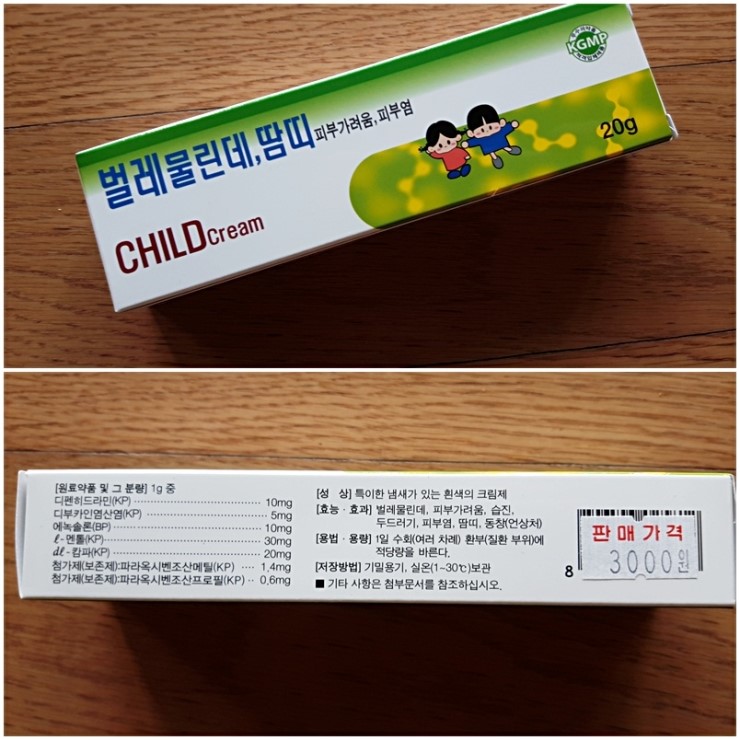 KGMP
벌레물린데,땀띠 피부가려움, 피부염
20g
CHILD Cream
[원료약품 및 그 분량] 1g 중
디펜히드라민(KP) 10mg
디부카인염산염(KP) 5mg
에녹솔론(BP) 10mg
ℓ-멘톨(KP) 30mg
dℓ-캄파(KP) 20mg
첨가제(보존제):파라옥시벤조산메틸(KP) 1.4mg
첨가제(보존제):파라옥시벤조산프로필(KP) 0.6mg
[성 상] 특이한 냄새가 있는 흰색의 크림제
[효능·효과] 벌레물린데, 피부가려움, 습진,
두드러기, 피부염, 땀띠, 동창(언상처)
[용법·용량] 1일 수회(여러 차례) 환부(질환 부위)에
적당량을 바른다.
[저장방법] 기밀용기, 실온(1~30℃)보관
■ 기타 사항은 첨부문서를 참조하십시오.
판매가격
3000원
8